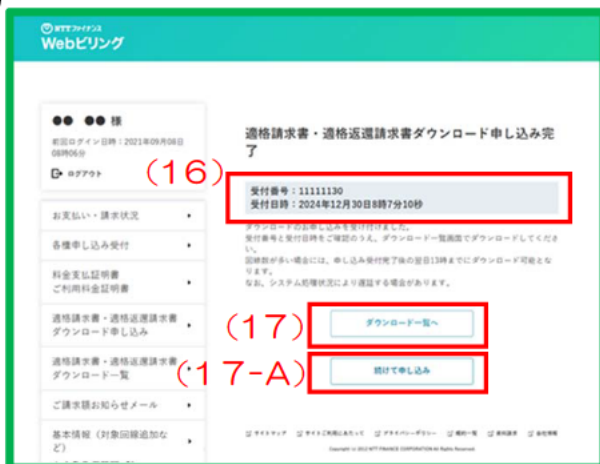 NTTファイナンス
Webビリング
●● ●● 様
前回ログイン日時：2021年09月08日
08時06分
ログアウト
お支払い・請求状況
各種申し込み受付
料金支払証明書
ご利用料金証明書
適格請求書・適格返還請求書
ダウンロード申し込み
適格請求書・適格返還請求書
ダウンロード一覧
ご請求額お知らせメール
基本情報（対象回線追加な
ど）
適格請求書・適格返還請求書ダウンロード申し込み完
了
（16）
受付番号：11111130
受付日時：2024年12月30日8時7分10秒
ダウンロードのお申し込みを受け付けました。
受付番号と受付日時をご確認のうえ、ダウンロード一覧画面でダウンロードしてくださ
い。
回線数が多い場合には、申し込み受付完了後の翌日13時までにダウンロード可能とな
ります。
なお、システム処理状況により遅延する場合があります。
（17）
ダウンロード一覧へ
（17-A）
続けて申し込み
サイトマップ サイトご利用にあたって プライバシーポリシー 規約一覧 資料請求 会社情報
Copyright © 2012 NTT FINANCE CORPORATION All Rights Reserved.